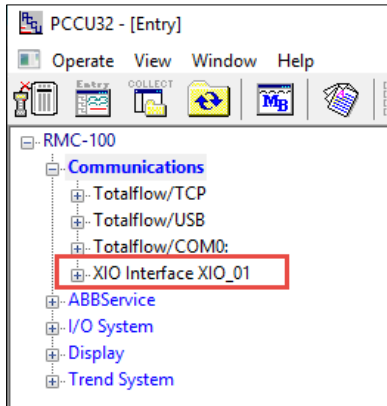 PCCU32 - [Entry]
Operate View Window Help
Entry COLLECT MB
RMC-100
Communications
Totalflow/TCP
Totalflow/USB
Totalflow/COM0:
XIO Interface XIO_01
ABBService
I/O System
Display
Trend System